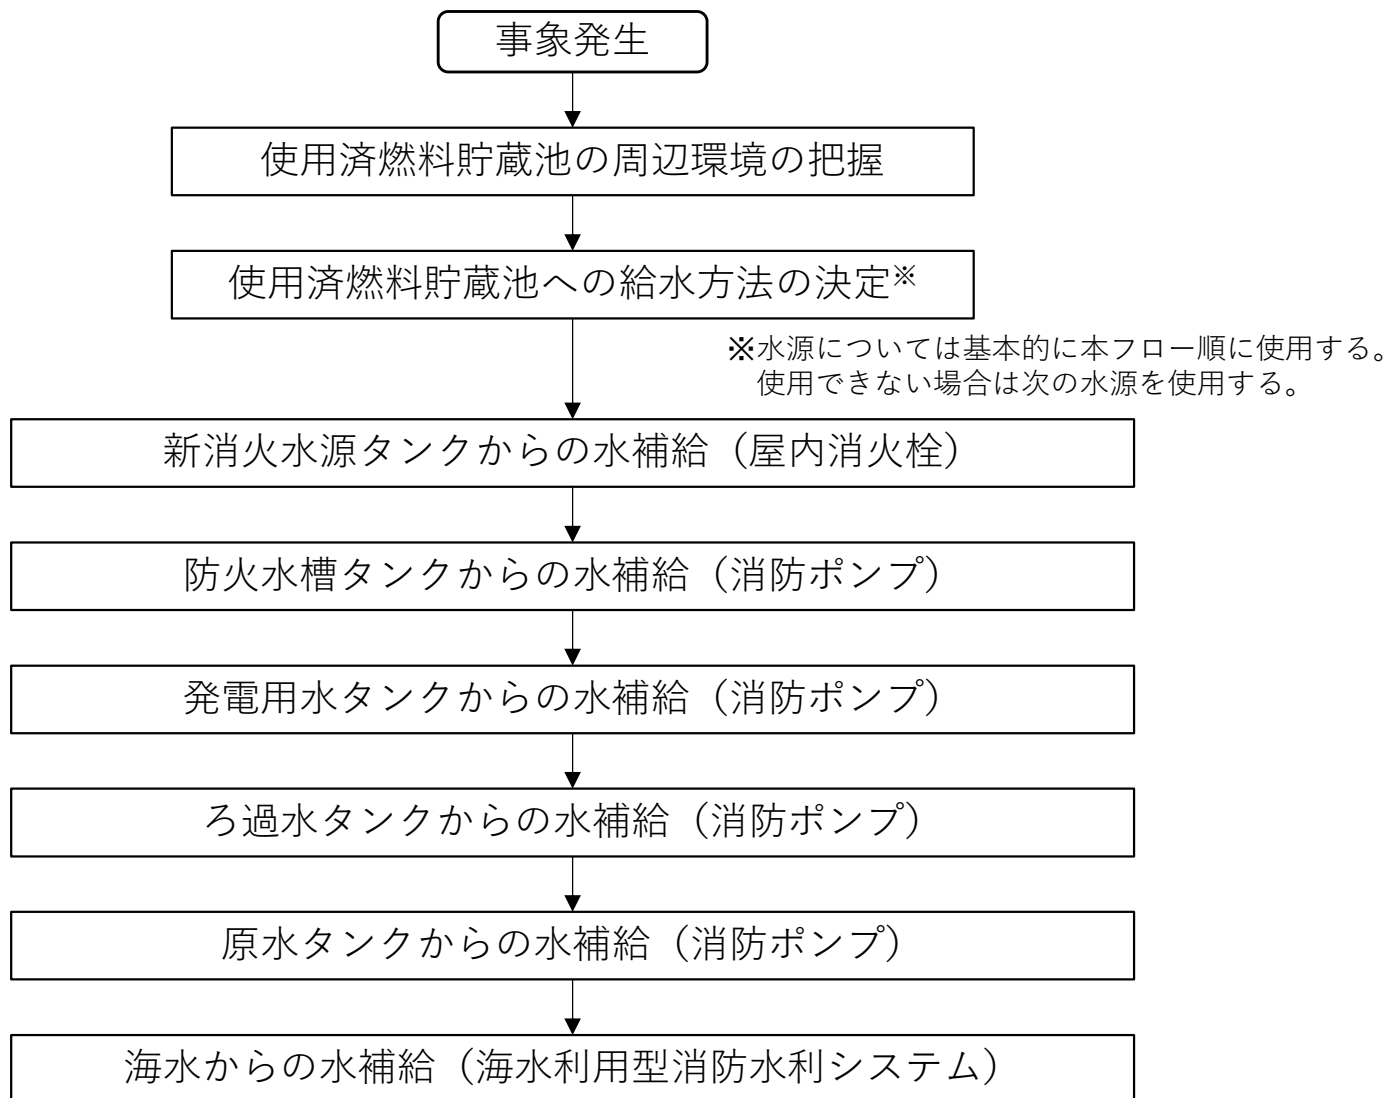 事象発生
使用済燃料貯蔵池の周辺環境の把握
使用済燃料貯蔵池への給水方法の決定※
※水源については基本的に本フロー順に使用する。
使用できない場合は次の水源を使用する。
新消火水源タンクからの水補給（屋内消火栓）
防火水槽タンクからの水補給（消防ポンプ）
発電用水タンクからの水補給（消防ポンプ）
ろ過水タンクからの水補給（消防ポンプ）
原水タンクからの水補給（消防ポンプ）
海水からの水補給（海水利用型消防水利システム）